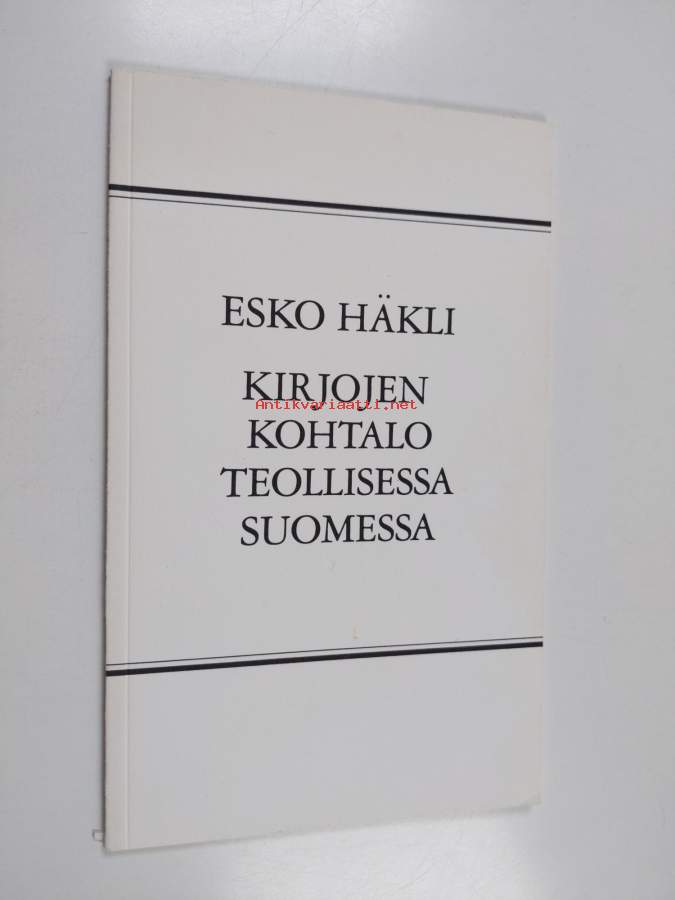 ESKO HÄKLI
KIRJOJEN
Antikvariaatti.net
KOHTALO
TEOLLISESSA
SUOMESSA